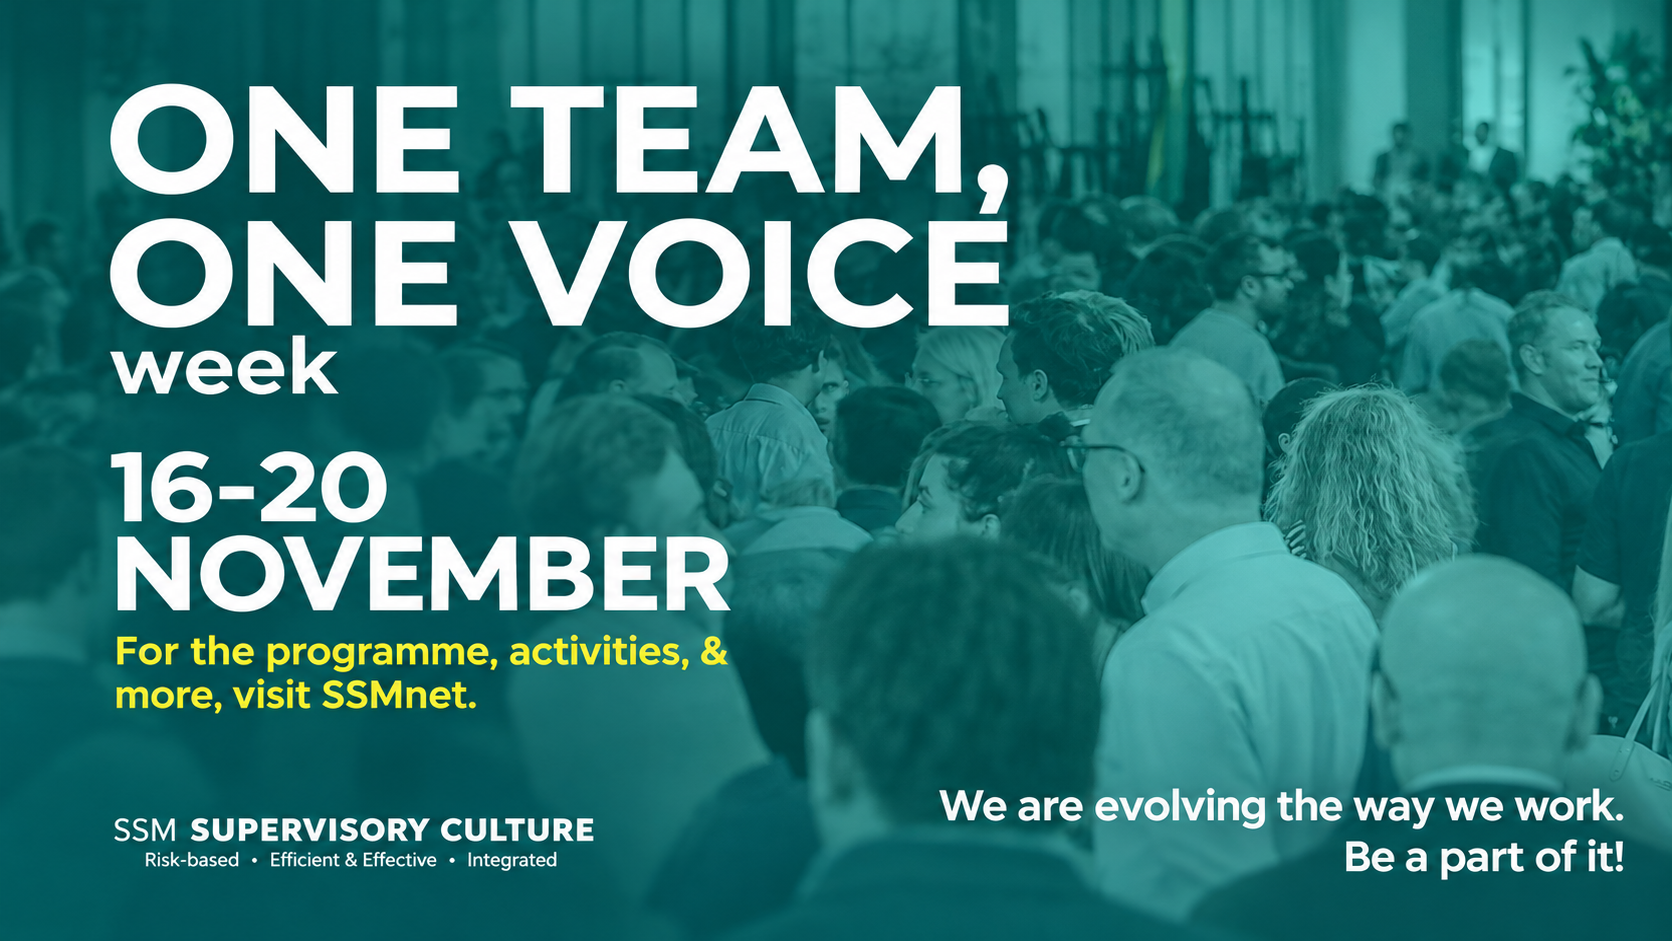 ONE TEAM,
ONE VOICE
week
16-20
NOVEMBER
For the programme, activities, &
more, visit SSMnet.
SSM SUPERVISORY CULTURE
Risk-based • Efficient & Effective • Integrated
We are evolving the way we work.
Be a part of it!